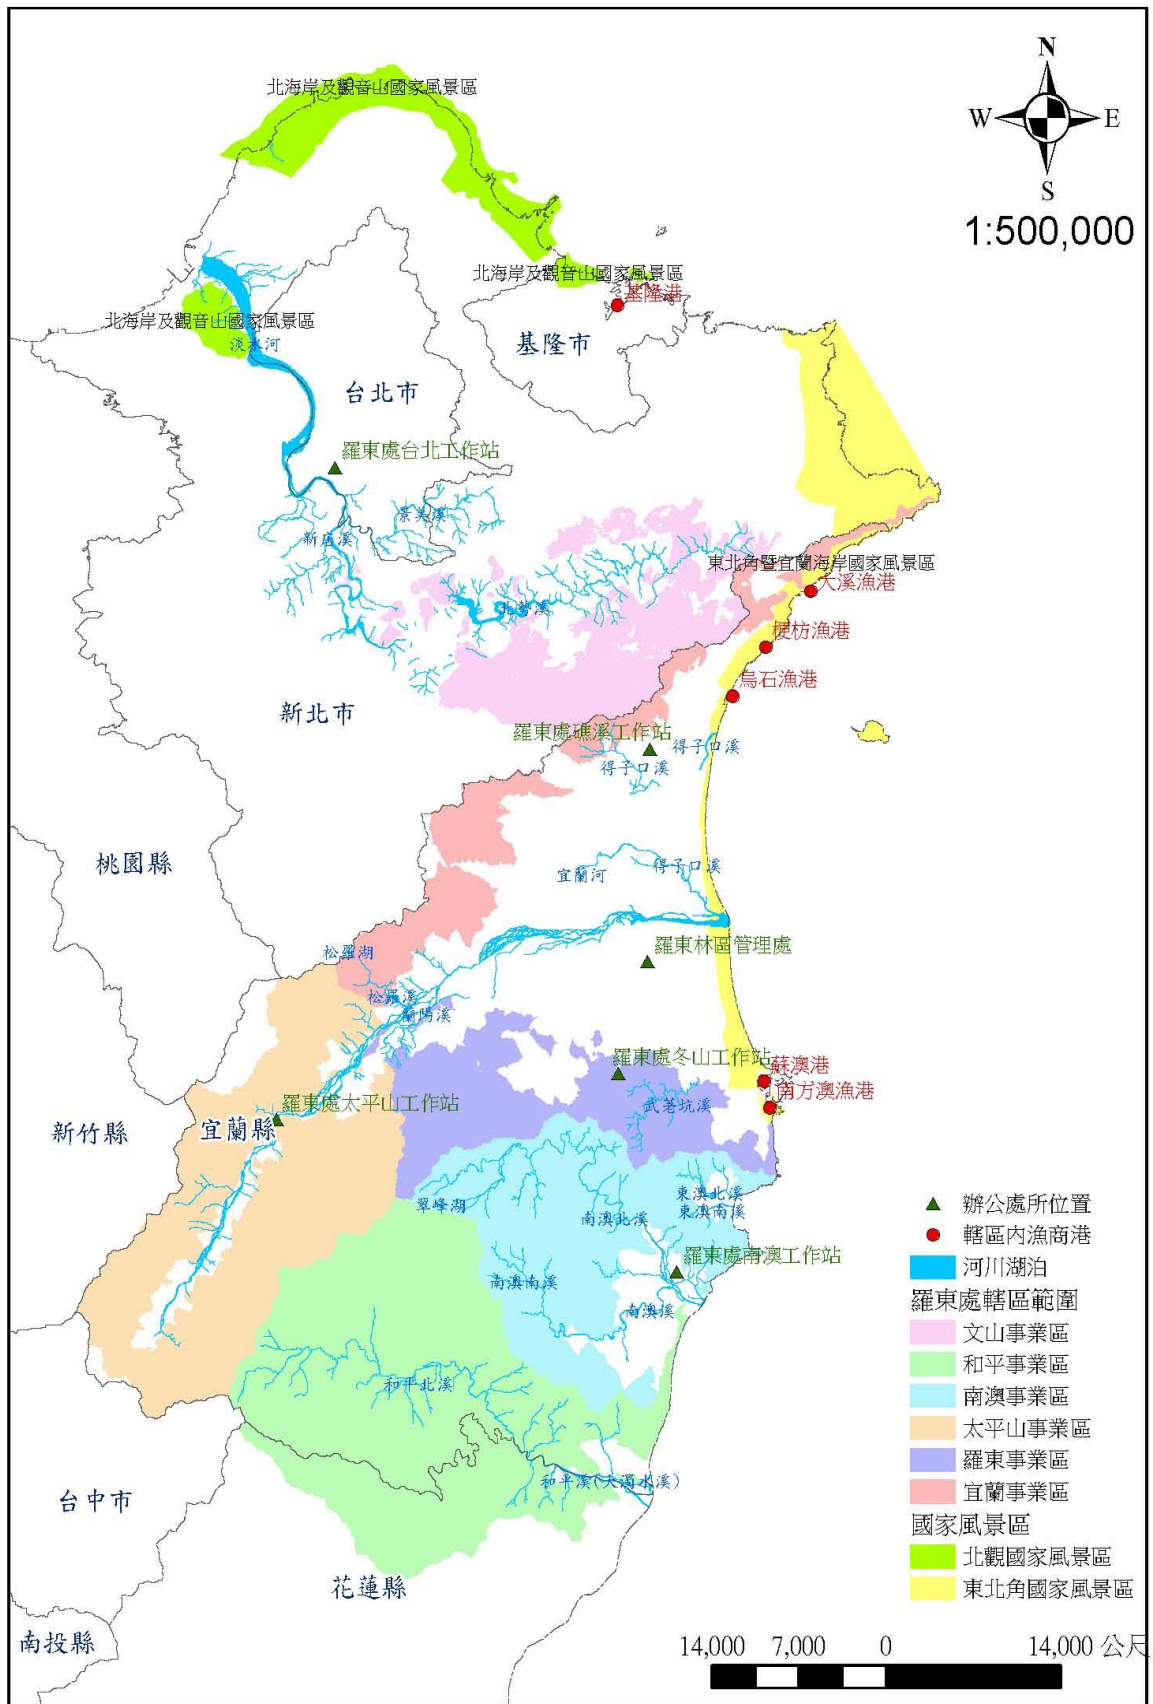 N
W
E
S
1:500,000
北海岸及觀音山國家風景區
北海岸及觀音山國家風景區
基隆港
北海岸及觀音山國家風景區
淡水河
基隆市
台北市
羅東處台北工作站
景美溪
新店溪
東北角暨宜蘭海岸國家風景區
大溪漁港
北勢溪
梗枋漁港
烏石漁港
新北市
羅東處礁溪工作站
得子口溪
得子口溪
桃園縣
宜蘭河
得子口溪
松羅湖
羅東林區管理處
松羅溪
蘭陽溪
羅東處冬山工作站
蘇澳港
南方澳漁港
羅東處太平山工作站
武荖坑溪
新竹縣
宜蘭縣
翠峰湖
東澳北溪
東澳南溪
南澳北溪
羅東處南澳工作站
南澳南溪
南澳溪
和平北溪
和平溪(大濁水溪)
台中市
花蓮縣
南投縣
辦公處所位置
轄區內漁商港
河川湖泊
羅東處轄區範圍
文山事業區
和平事業區
南澳事業區
太平山事業區
羅東事業區
宜蘭事業區
國家風景區
北觀國家風景區
東北角國家風景區
14,000 7,000 0 14,000 公尺